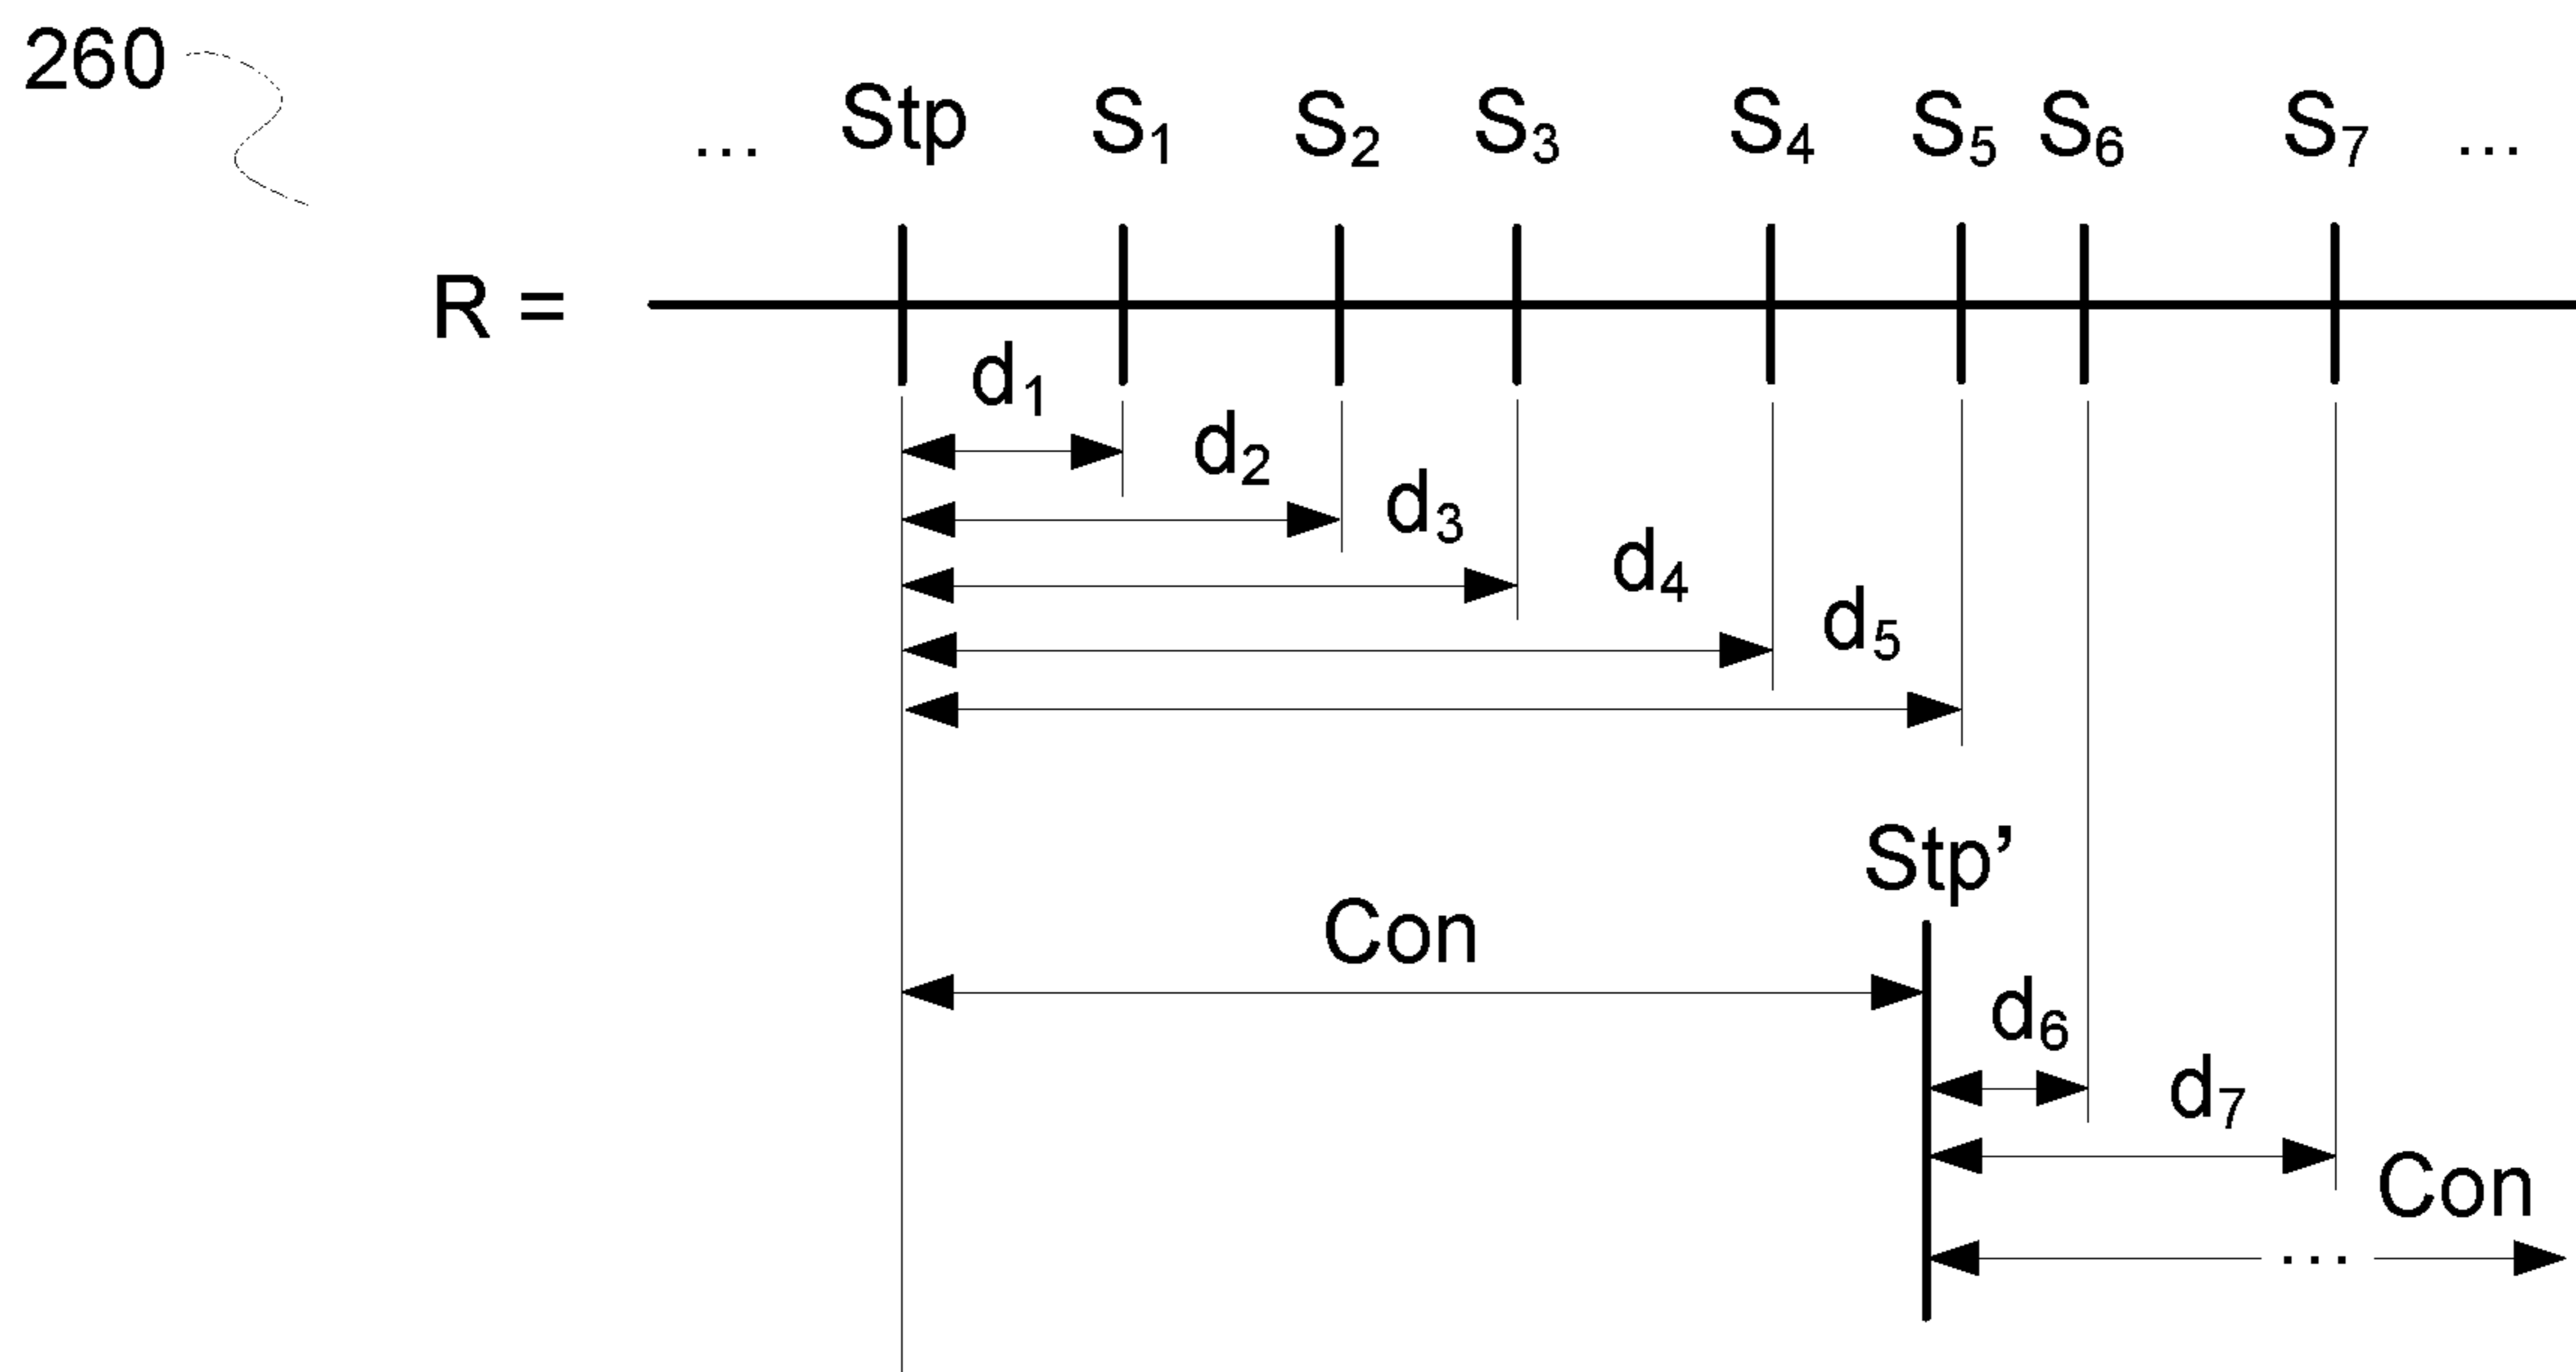 260
... Stp S₁ S₂ S₃ S₄ S₅ S₆ S₇ ...
R =
d₁
d₂
d₃
d₄
d₅
Stp’
Con
d₆
d₇
Con
...